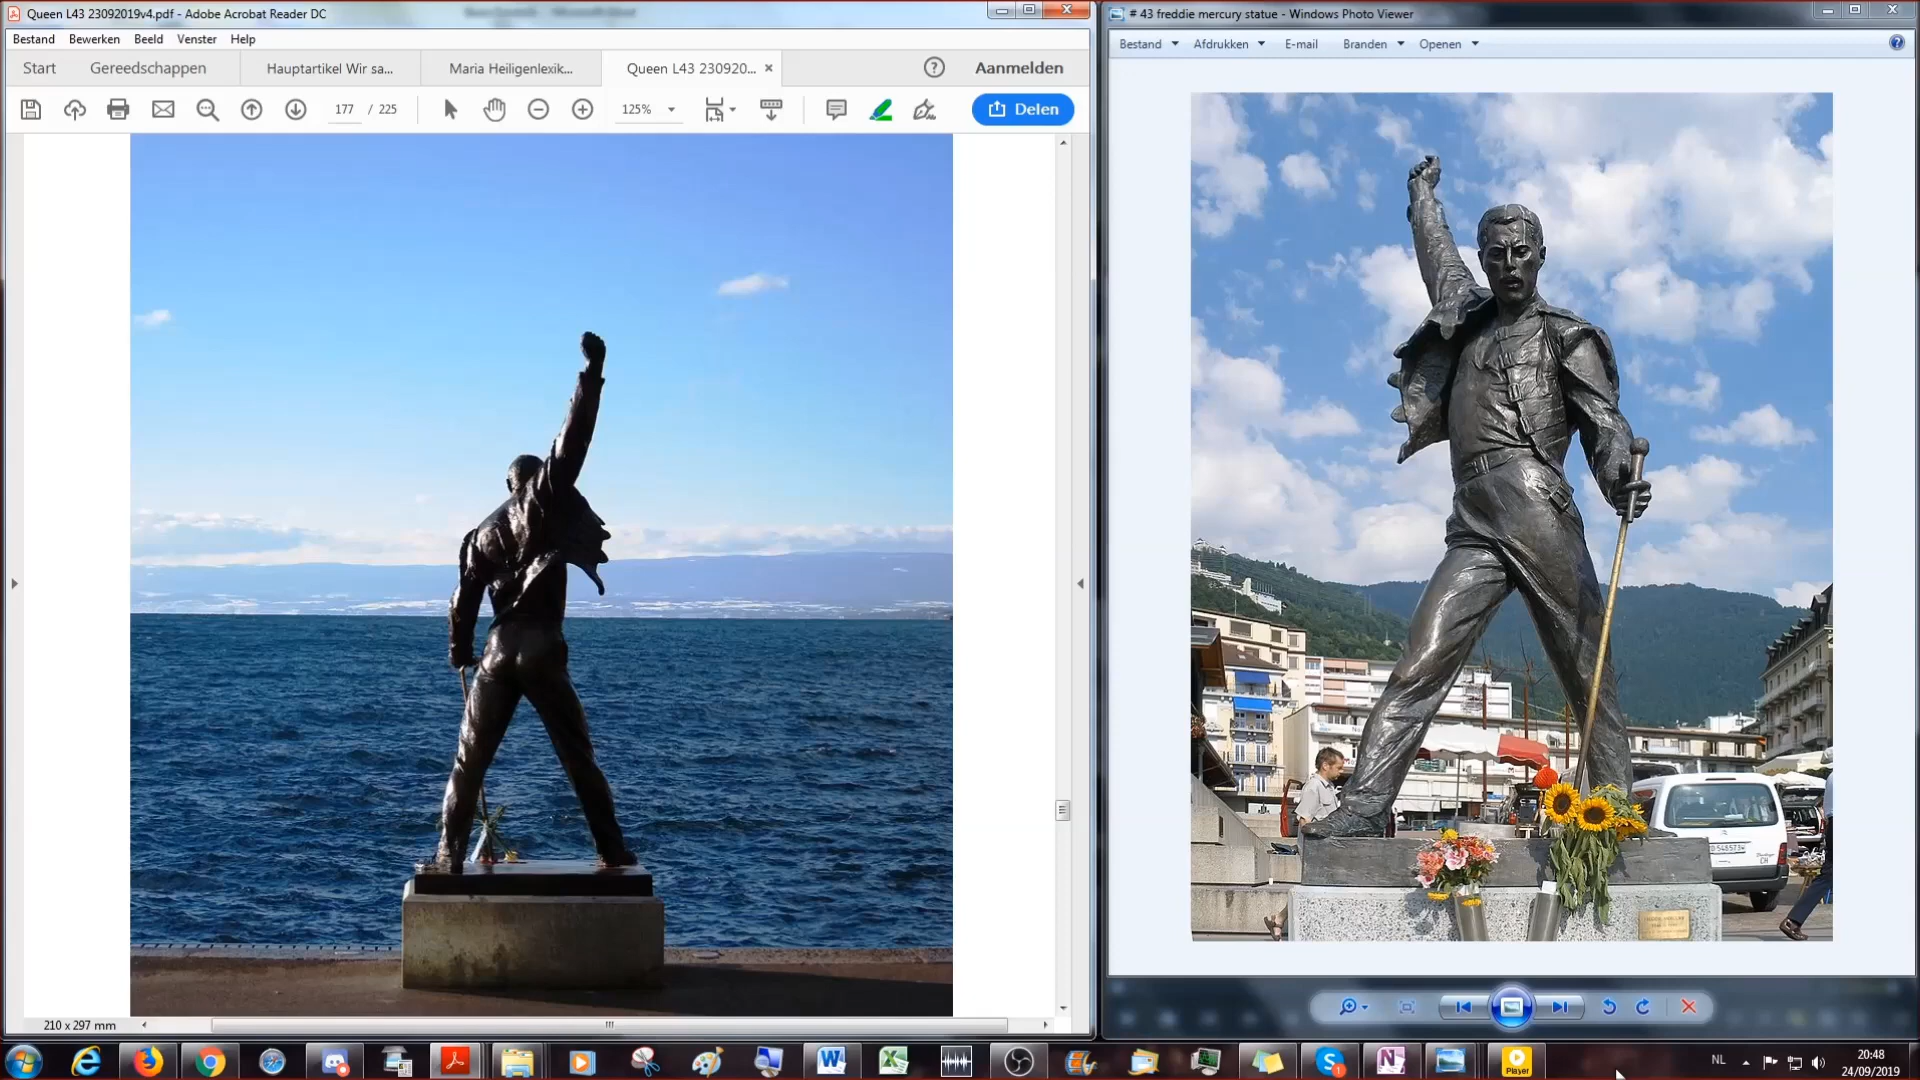 Queen L43 23092019v4.pdf - Adobe Acrobat Reader DC
Bestand Bewerken Beeld Venster Help
Start Gereedschappen Hauptartikel Wir sa... Maria Heiligenlexik... Queen L43 230920... × Aanmelden
177 / 225 125% Delen
210 x 297 mm
# 43 freddie mercury statue - Windows Photo Viewer
Bestand Afdrukken E-mail Branden Openen
NL
20:48
24/09/2019
Player